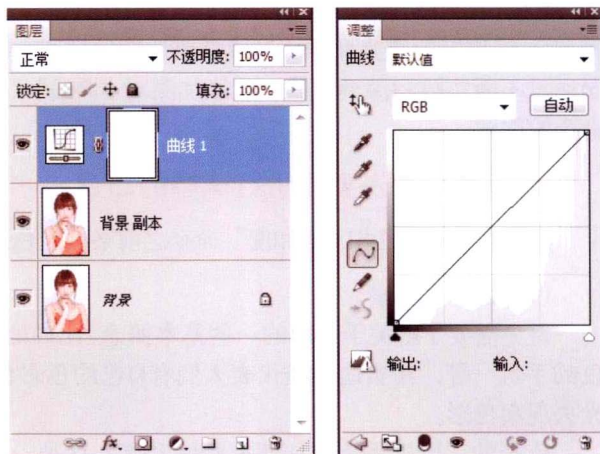 图层
正常 不透明度: 100%
锁定: 填充: 100%
曲线 1
背景 副本
背景
fx.
调整
曲线 默认值
RGB 自动
输出: 输入: